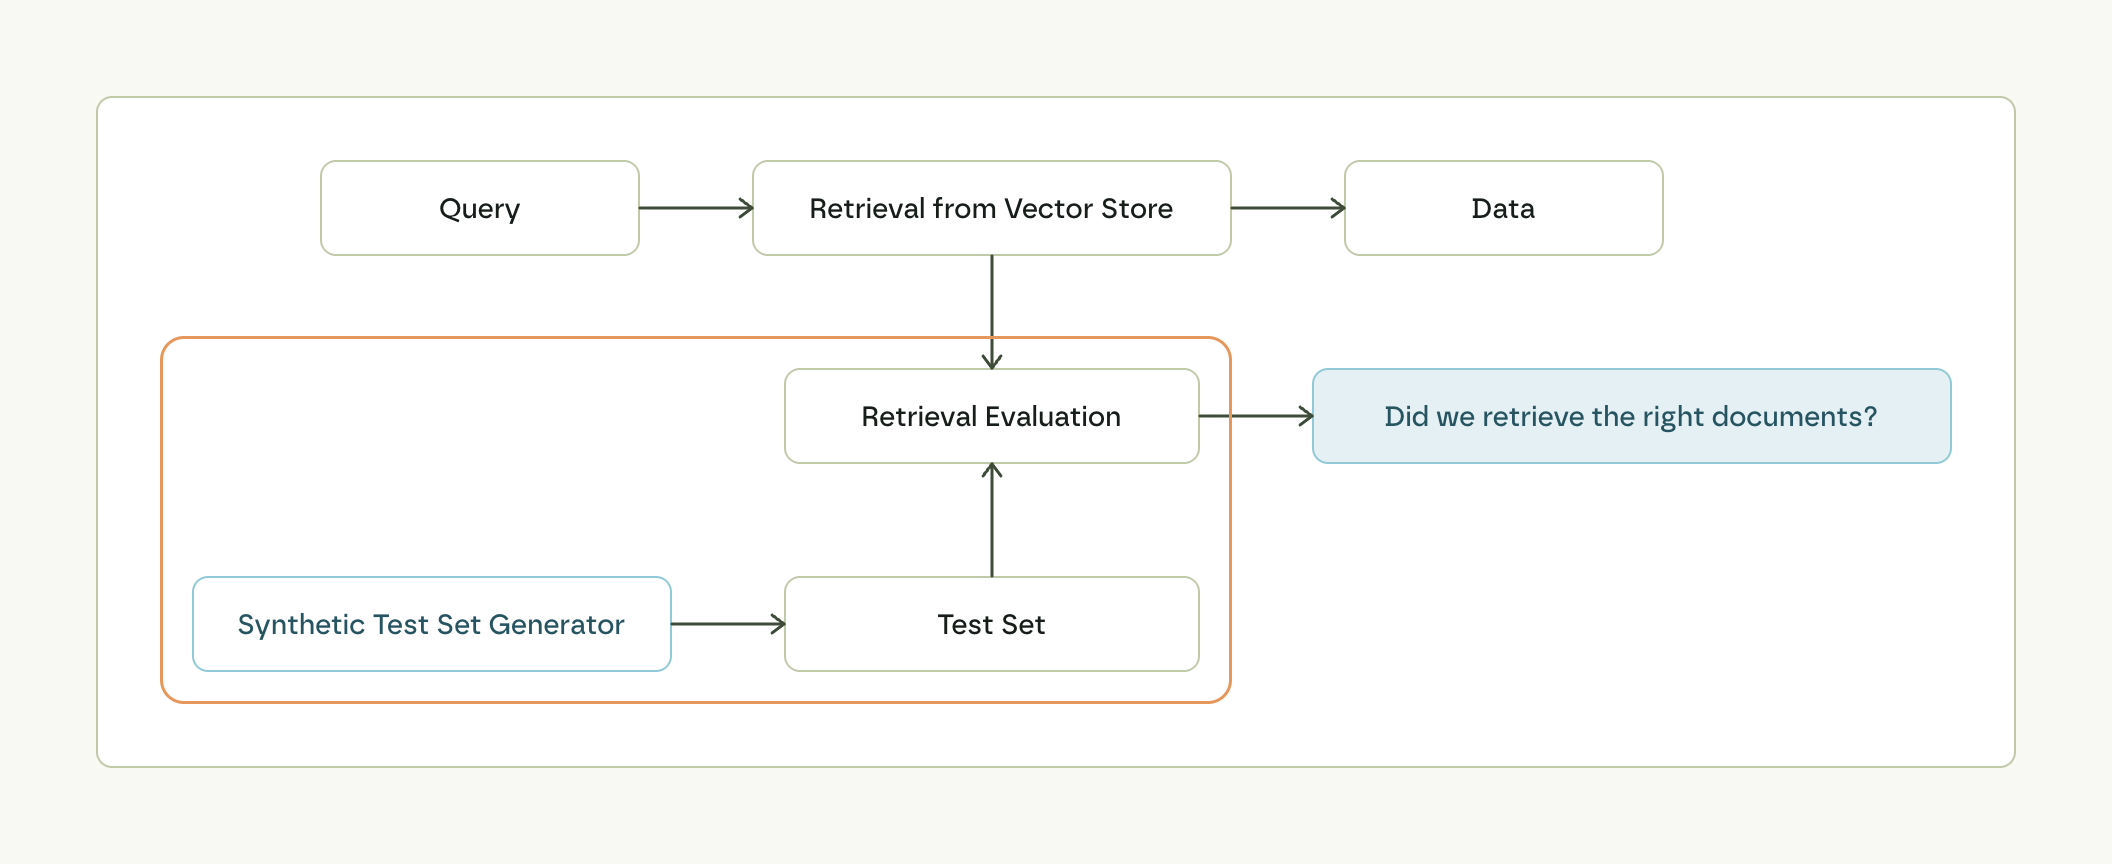 Query
Retrieval from Vector Store
Data
Retrieval Evaluation
Did we retrieve the right documents?
Synthetic Test Set Generator
Test Set